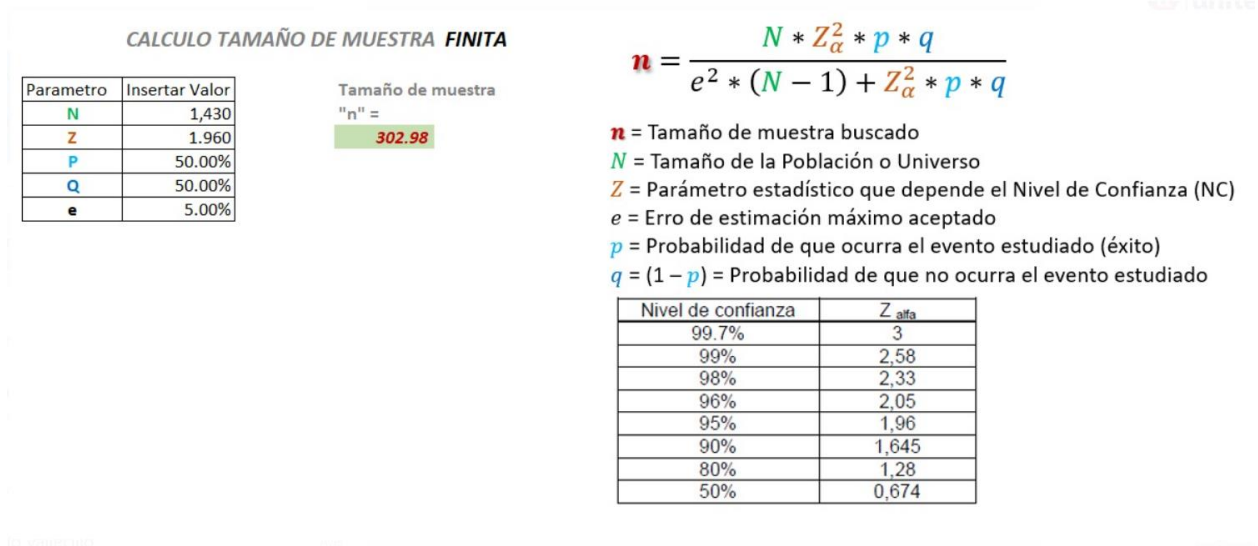 CALCULO TAMAÑO DE MUESTRA FINITA
Parametro Insertar Valor
N 1,430
Z 1.960
P 50.00%
Q 50.00%
e 5.00%
Tamaño de muestra
"n" =
302.98
n = N * Z²α * p * q / e² * (N − 1) + Z²α * p * q
n = Tamaño de muestra buscado
N = Tamaño de la Población o Universo
Z = Parámetro estadístico que depende el Nivel de Confianza (NC)
e = Erro de estimación máximo aceptado
p = Probabilidad de que ocurra el evento estudiado (éxito)
q = (1 – p) = Probabilidad de que no ocurra el evento estudiado
Nivel de confianza Z alfa
99.7% 3
99% 2,58
98% 2,33
96% 2,05
95% 1,96
90% 1,645
80% 1,28
50% 0,674